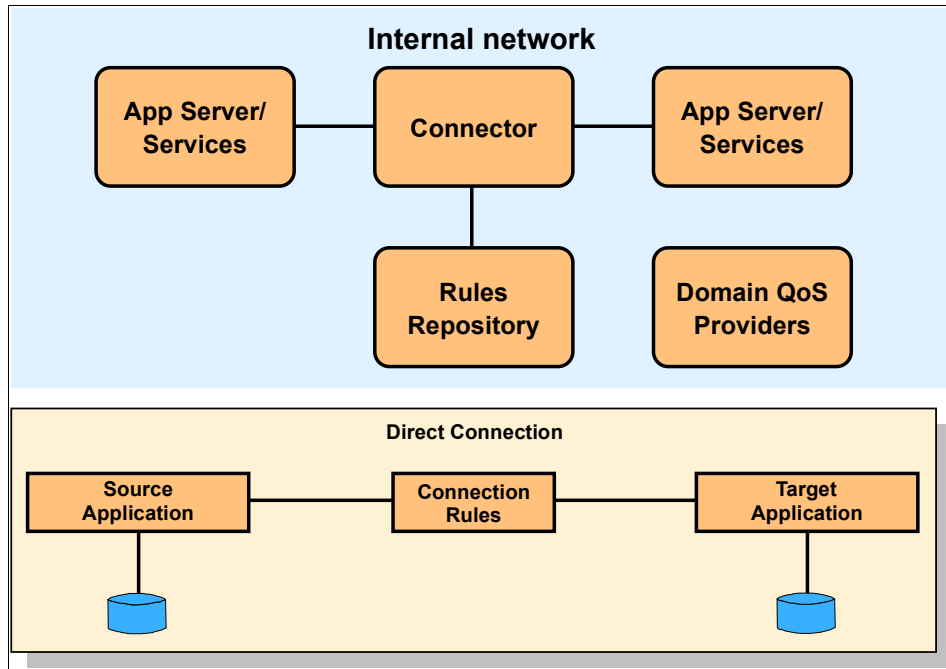 Internal network
App Server/
Services
Connector
App Server/
Services
Rules
Repository
Domain QoS
Providers
Direct Connection
Source
Application
Connection
Rules
Target
Application